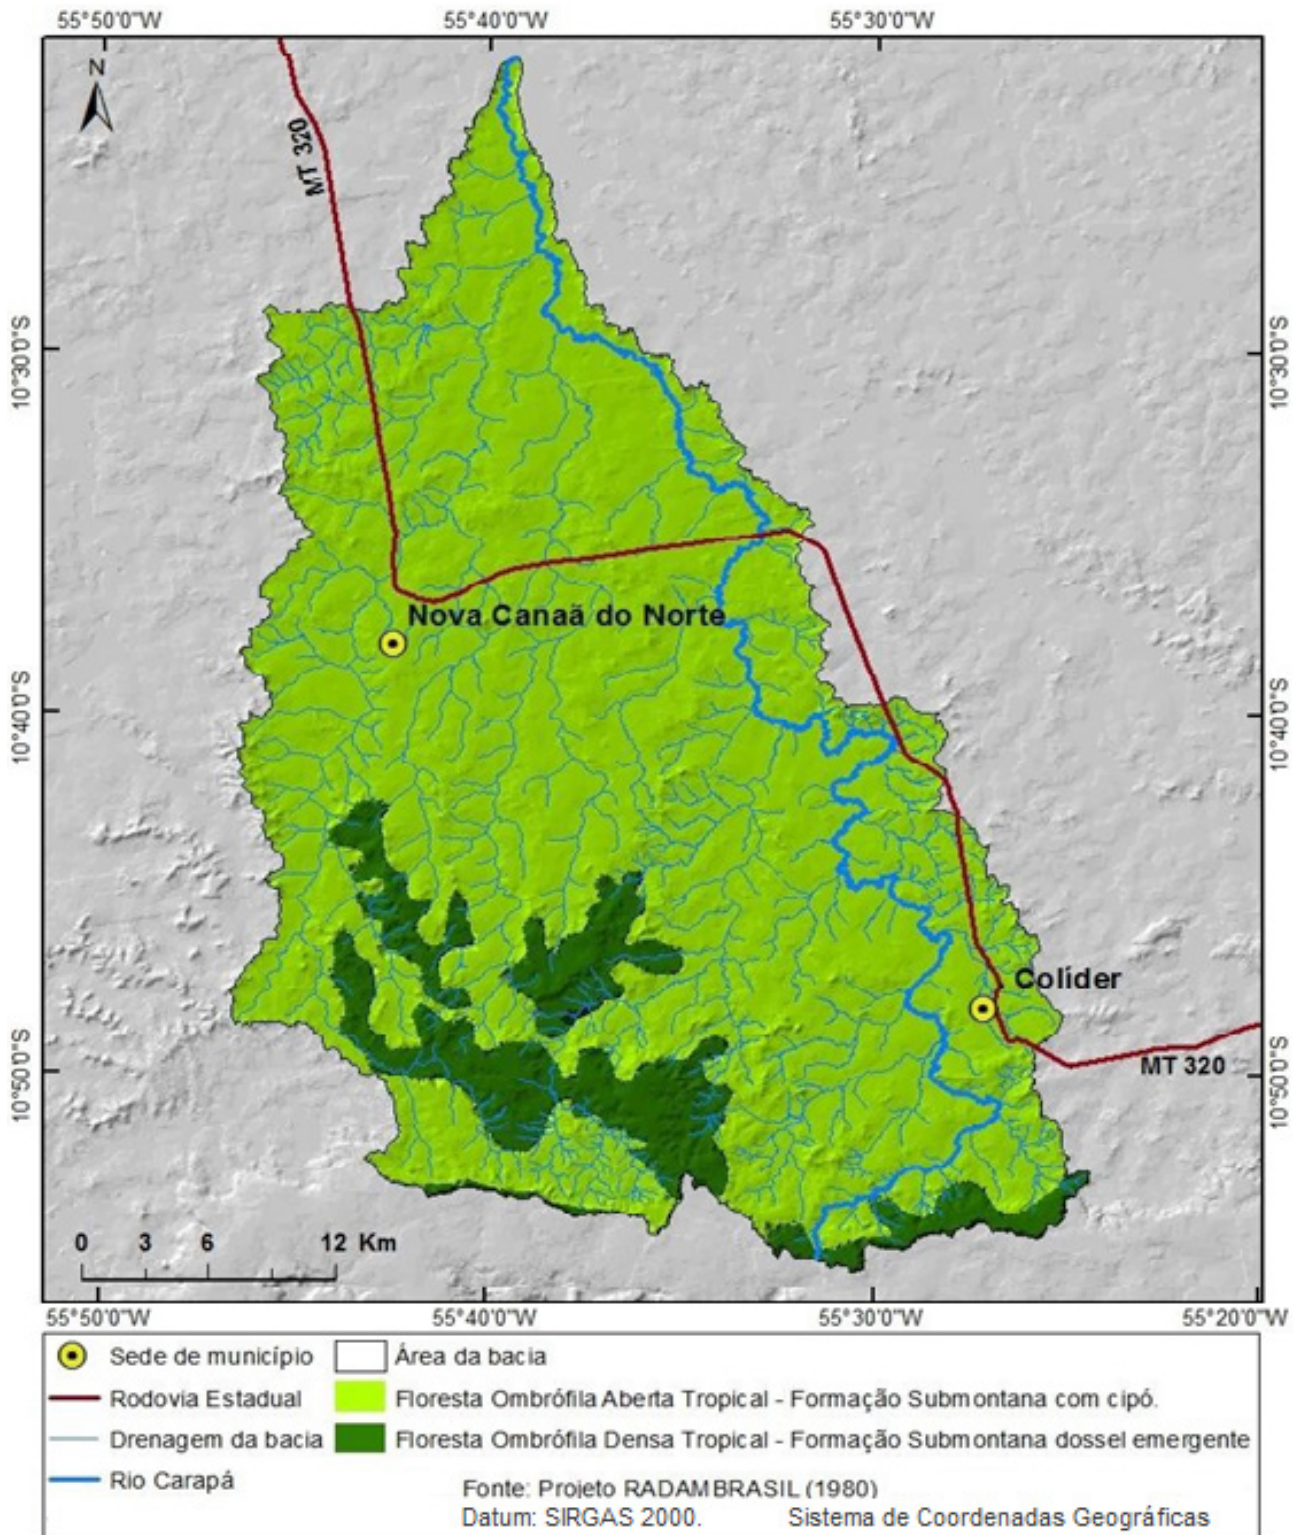 55°50'0"W 55°40'0"W 55°30'0"W
N
MT 320
10°30'0"S 10°30'0"S
Nova Canaã do Norte
10°40'0"S 10°40'0"S
Colíder
MT 320
10°50'0"S 10°50'0"S
0 3 6 12 Km
55°50'0"W 55°40'0"W 55°30'0"W 55°20'0"W
Sede de município Área da bacia
Rodovia Estadual Floresta Ombrófila Aberta Tropical - Formação Submontana com cipó.
Drenagem da bacia Floresta Ombrófila Densa Tropical - Formação Submontana dossel emergente
Rio Carapá
Fonte: Projeto RADAMBRASIL (1980)
Datum: SIRGAS 2000. Sistema de Coordenadas Geográficas